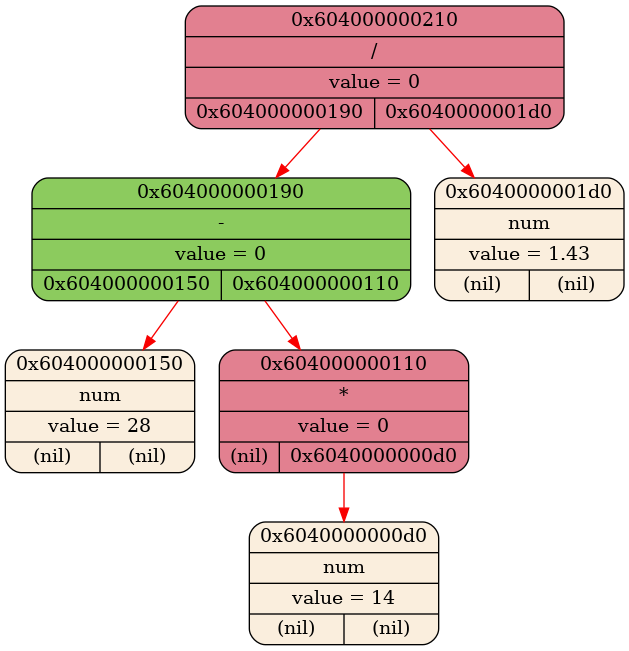 0x604000000210
/
value = 0
0x604000000190 0x6040000001d0
0x604000000190
-
value = 0
0x604000000150 0x604000000110
0x6040000001d0
num
value = 1.43
(nil) (nil)
0x604000000150
num
value = 28
(nil) (nil)
0x604000000110
*
value = 0
(nil) 0x6040000000d0
0x6040000000d0
num
value = 14
(nil) (nil)